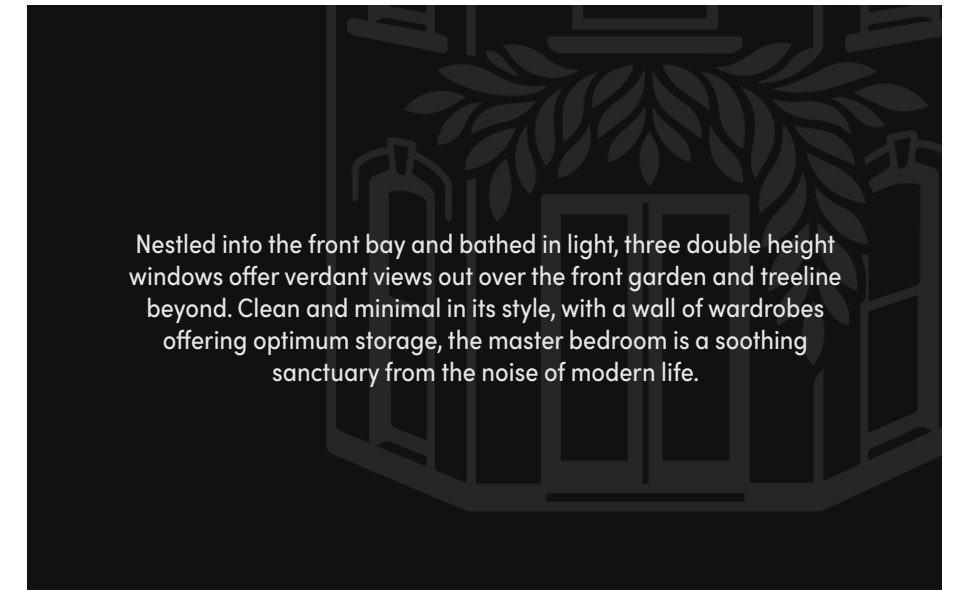 Nestled into the front bay and bathed in light, three double height
windows offer verdant views out over the front garden and treeline
beyond. Clean and minimal in its style, with a wall of wardrobes
offering optimum storage, the master bedroom is a soothing
sanctuary from the noise of modern life.